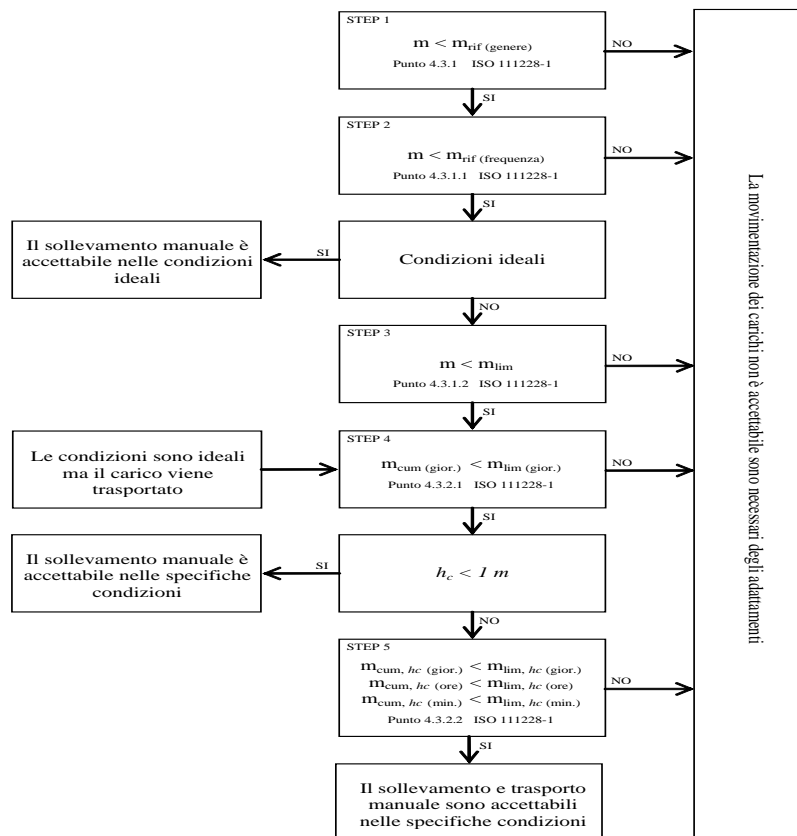 STEP 1
m < mrif (genere)
Punto 4.3.1 ISO 111228-1
NO
SI
STEP 2
m < mrif (frequenza)
Punto 4.3.1.1 ISO 111228-1
NO
SI
Il sollevamento manuale è
accettabile nelle condizioni
ideali
SI
Condizioni ideali
NO
STEP 3
m < mlim
Punto 4.3.1.2 ISO 111228-1
NO
SI
Le condizioni sono ideali
ma il carico viene
trasportato
STEP 4
mcum (gior.) < mlim (gior.)
Punto 4.3.2.1 ISO 111228-1
NO
SI
Il sollevamento manuale è
accettabile nelle specifiche
condizioni
SI
hc < 1 m
NO
STEP 5
mcum, hc (gior.) < mlim, hc (gior.)
mcum, hc (ore) < mlim, hc (ore)
mcum, hc (min.) < mlim, hc (min.)
Punto 4.3.2.2 ISO 111228-1
NO
SI
Il sollevamento e trasporto
manuale sono accettabili
nelle specifiche condizioni
La movimentazione dei carichi non è accettabile sono necessari degli adattamenti